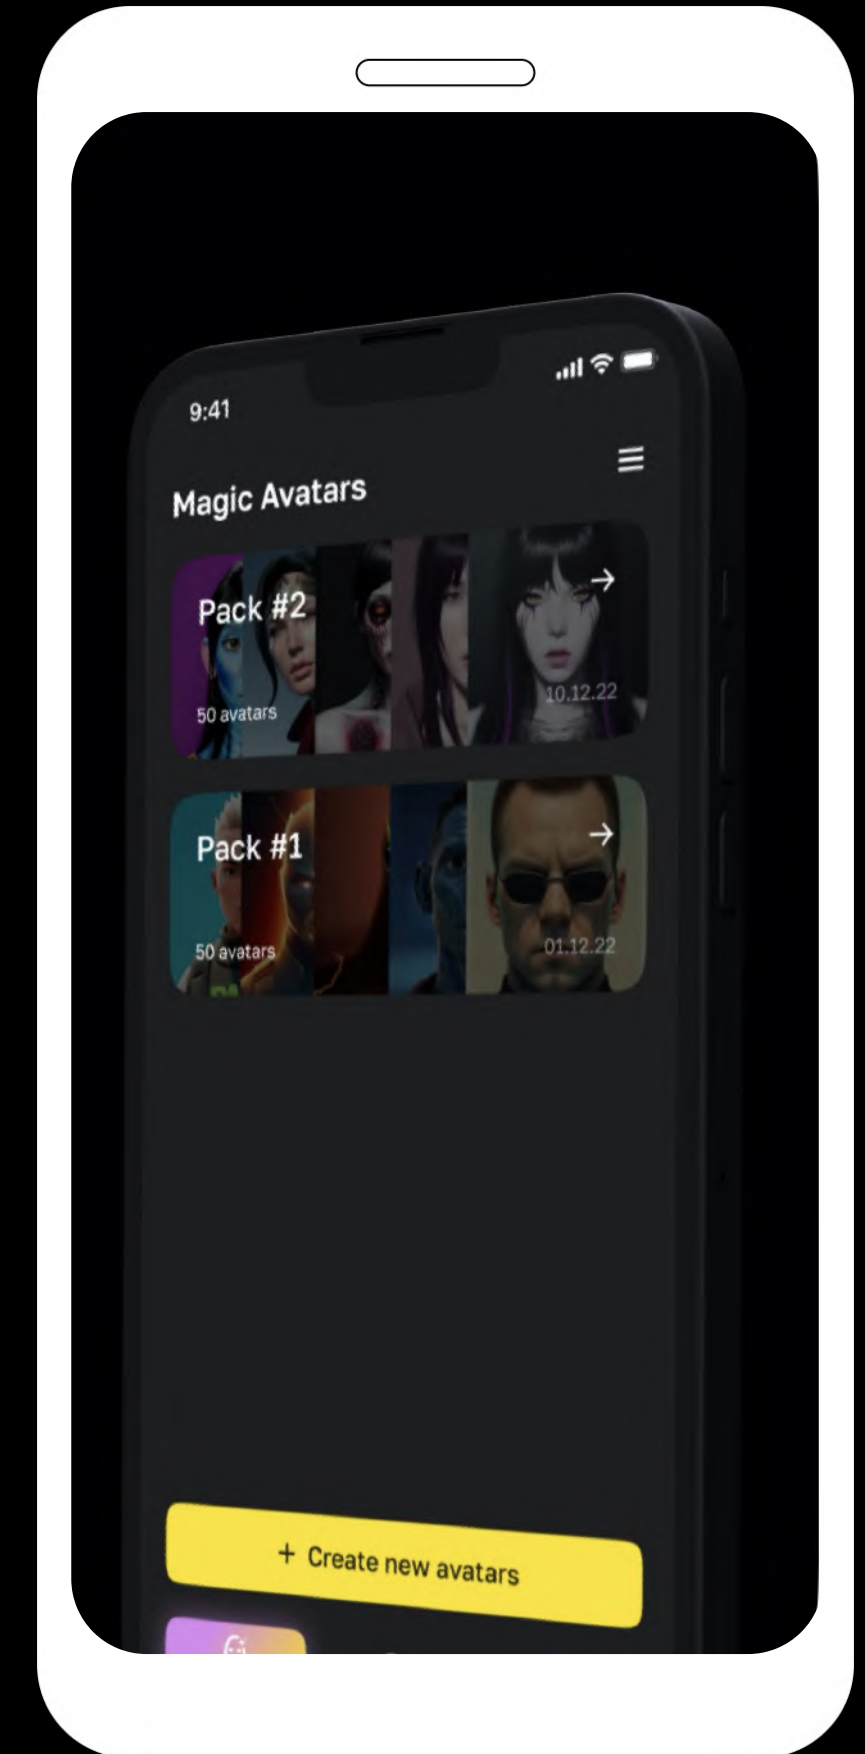 9:41
Magic Avatars
Pack #2
50 avatars
10.12.22
Pack #1
50 avatars
01.12.22
+ Create new avatars